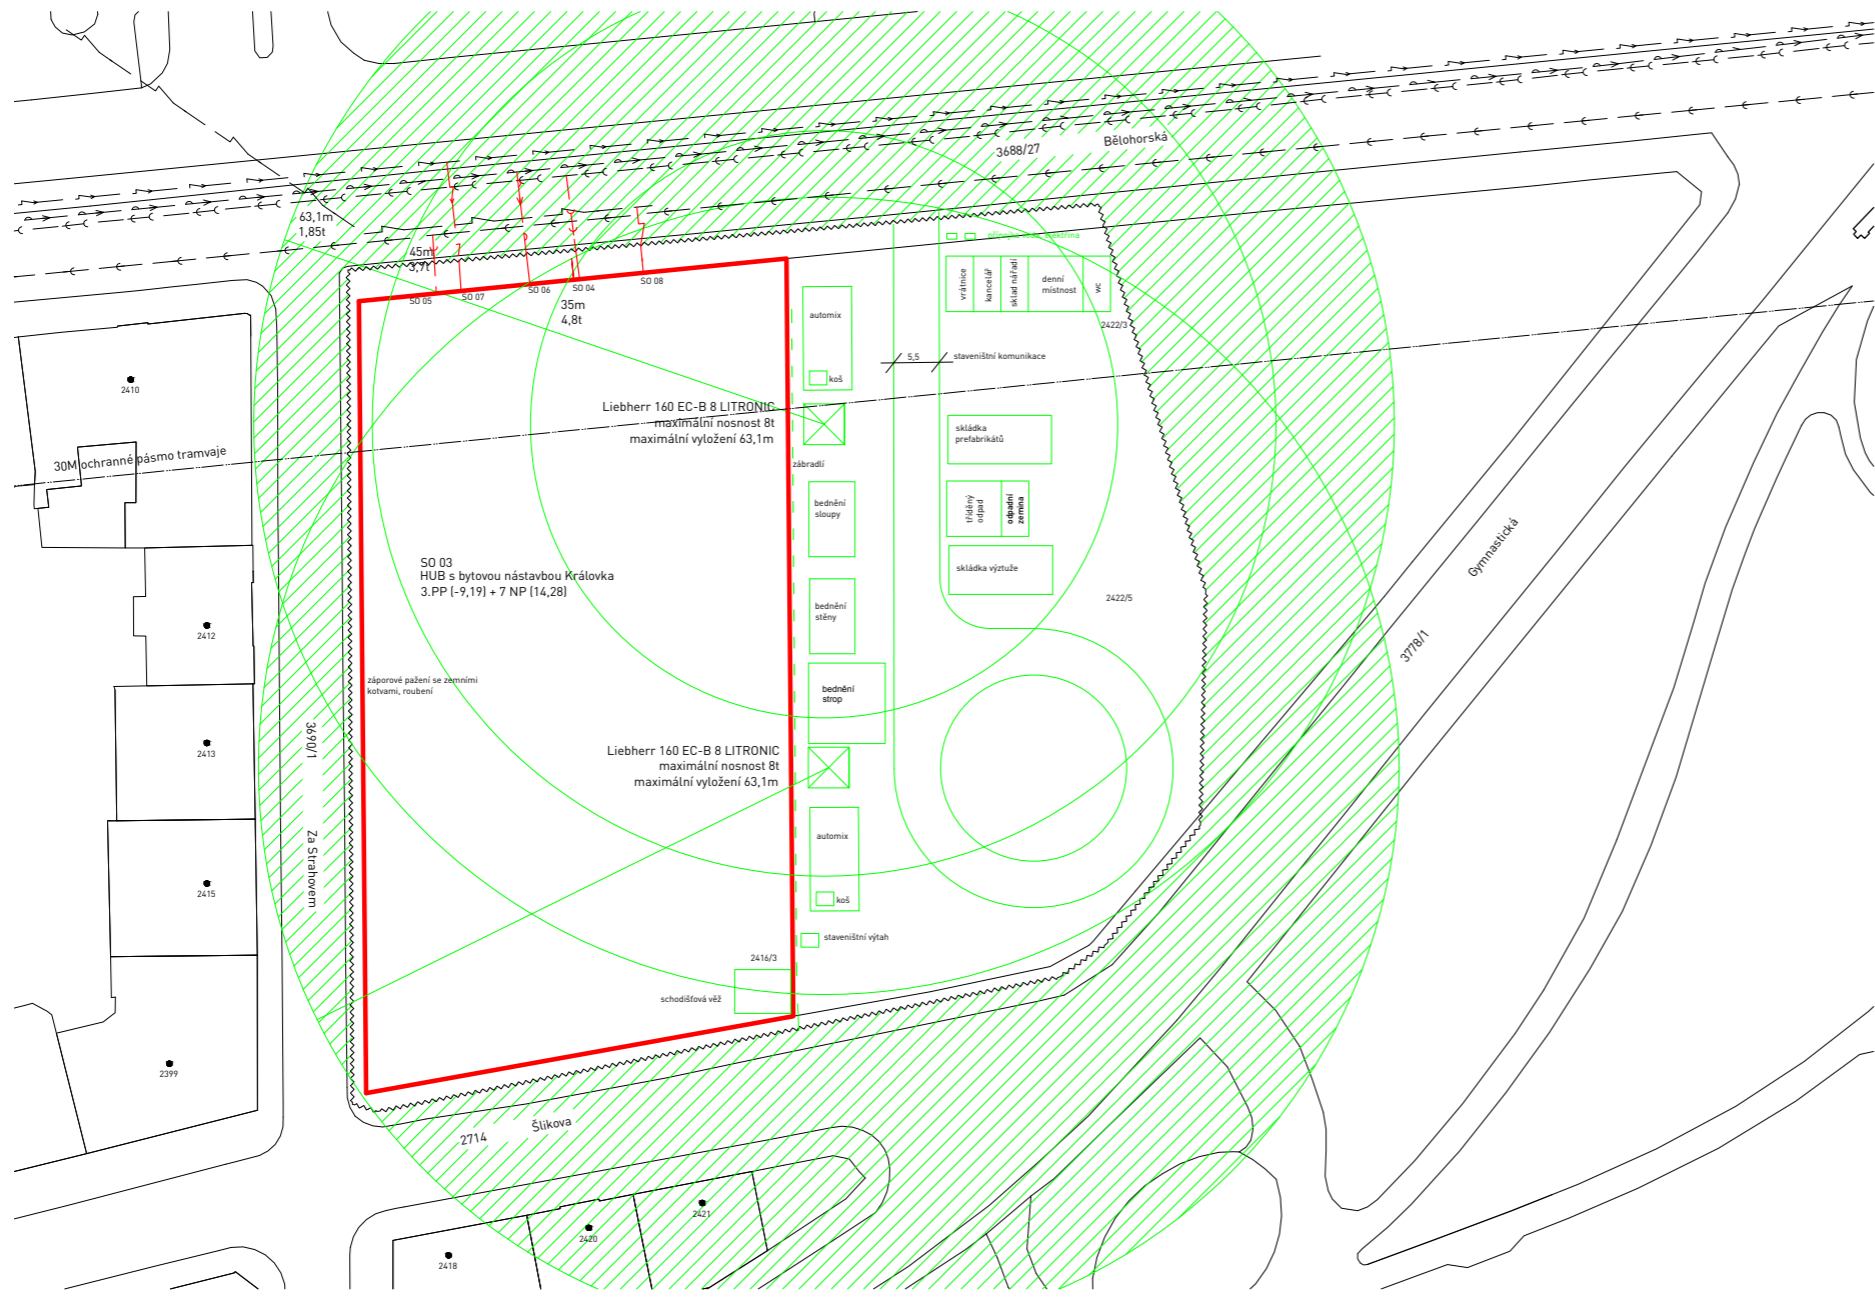 3688/27
Bělohorská
63,1m
1,85t
45m
3,7t
SO 05
SO 07
SO 06
SO 04
SO 08
35m
4,8t
automix
koš
vrátnice
kancelář
sklad nářadí
denní
místnost
wc
2422/3
5,5
staveništní komunikace
2410
30M ochranné pásmo tramvaje
Liebherr 160 EC-B 8 LITRONIC
maximální nosnost 8t
maximální vyložení 63,1m
zábradlí
skládka
prefabrikátů
bednění
sloupy
tříděný
odpad
odpadní
zemina
skládka výztuže
SO 03
HUB s bytovou nástavbou Královka
3.PP (-9,19) + 7 NP (14,28)
bednění
stěny
2422/5
Gymnastická
3778/1
2412
záporové pažení se zemními
kotvami, roubení
bednění
strop
3690/1
2413
Liebherr 160 EC-B 8 LITRONIC
maximální nosnost 8t
maximální vyložení 63,1m
Za Strahovem
automix
koš
2415
staveništní výtah
2416/3
schodišťová věž
2399
2714
Šlikova
2421
2420
2418